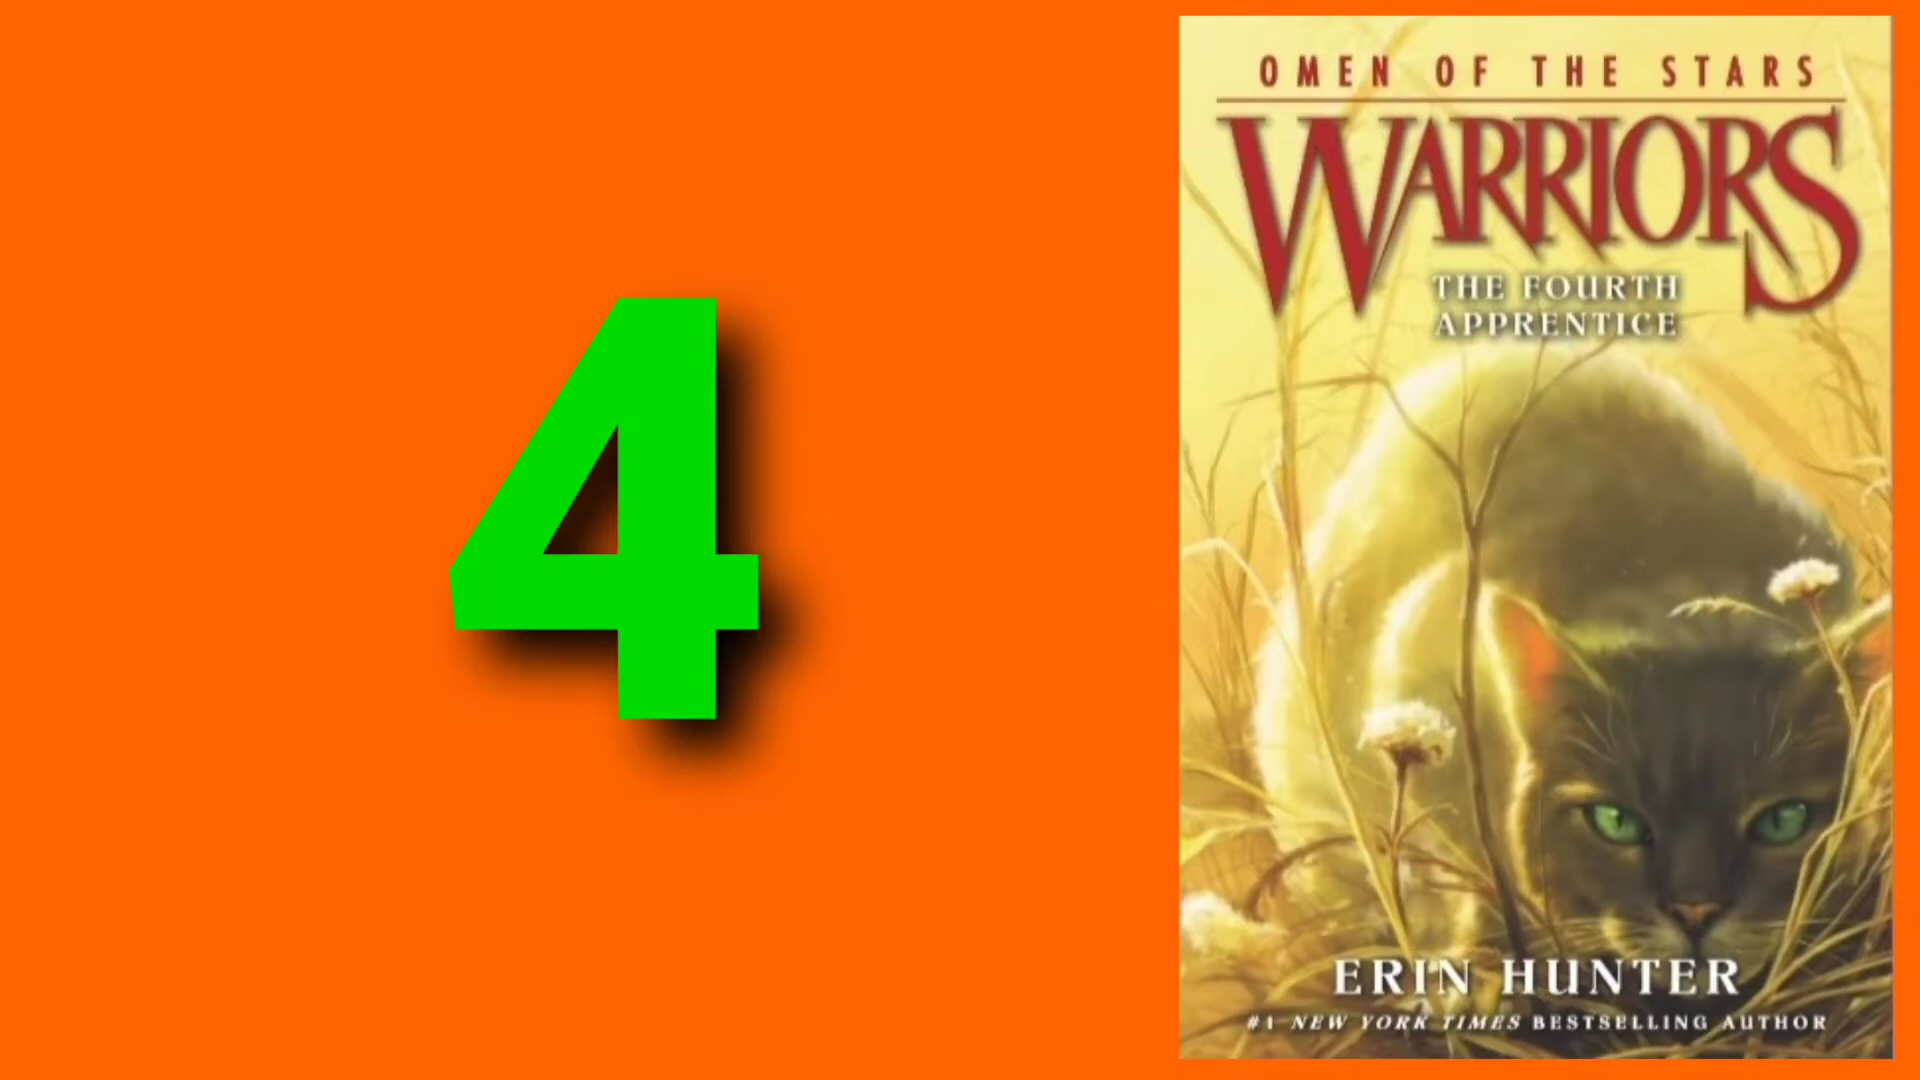 4
OMEN OF THE STARS
WARRIORS
THE FOURTH
APPRENTICE
ERIN HUNTER
#1 NEW YORK TIMES BESTSELLING AUTHOR